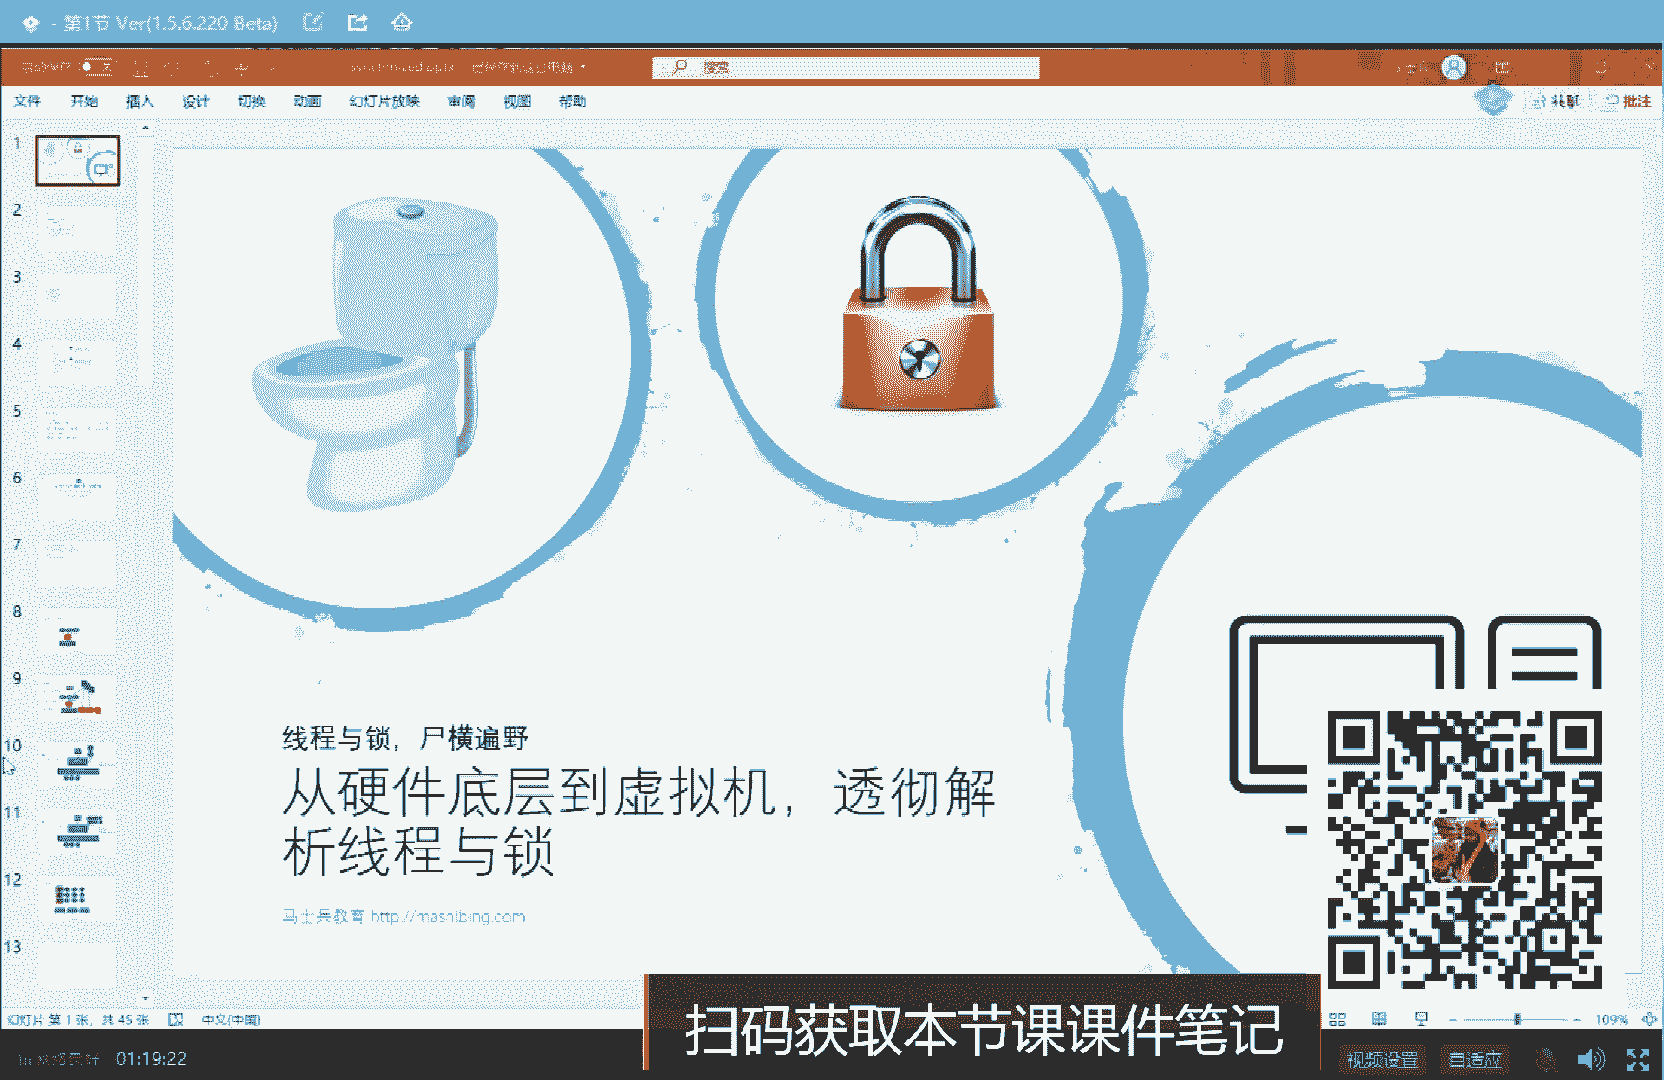 - 第1节 Ver(1.5.6.220 Beta)
搜索
文件 开始 插入 设计 切换 动画 幻灯片放映 审阅 视图 帮助
共享 批注
1
2
3
4
5
6
7
8
9
10
11
12
13
线程与锁，尸横遍野
从硬件底层到虚拟机，透彻解
析线程与锁
马士兵教育 http://mashibing.com
扫码获取本节课课件笔记
幻灯片 第 1 张，共 45 张 中文(中国)
109%
01:19:22
视频设置 自适应